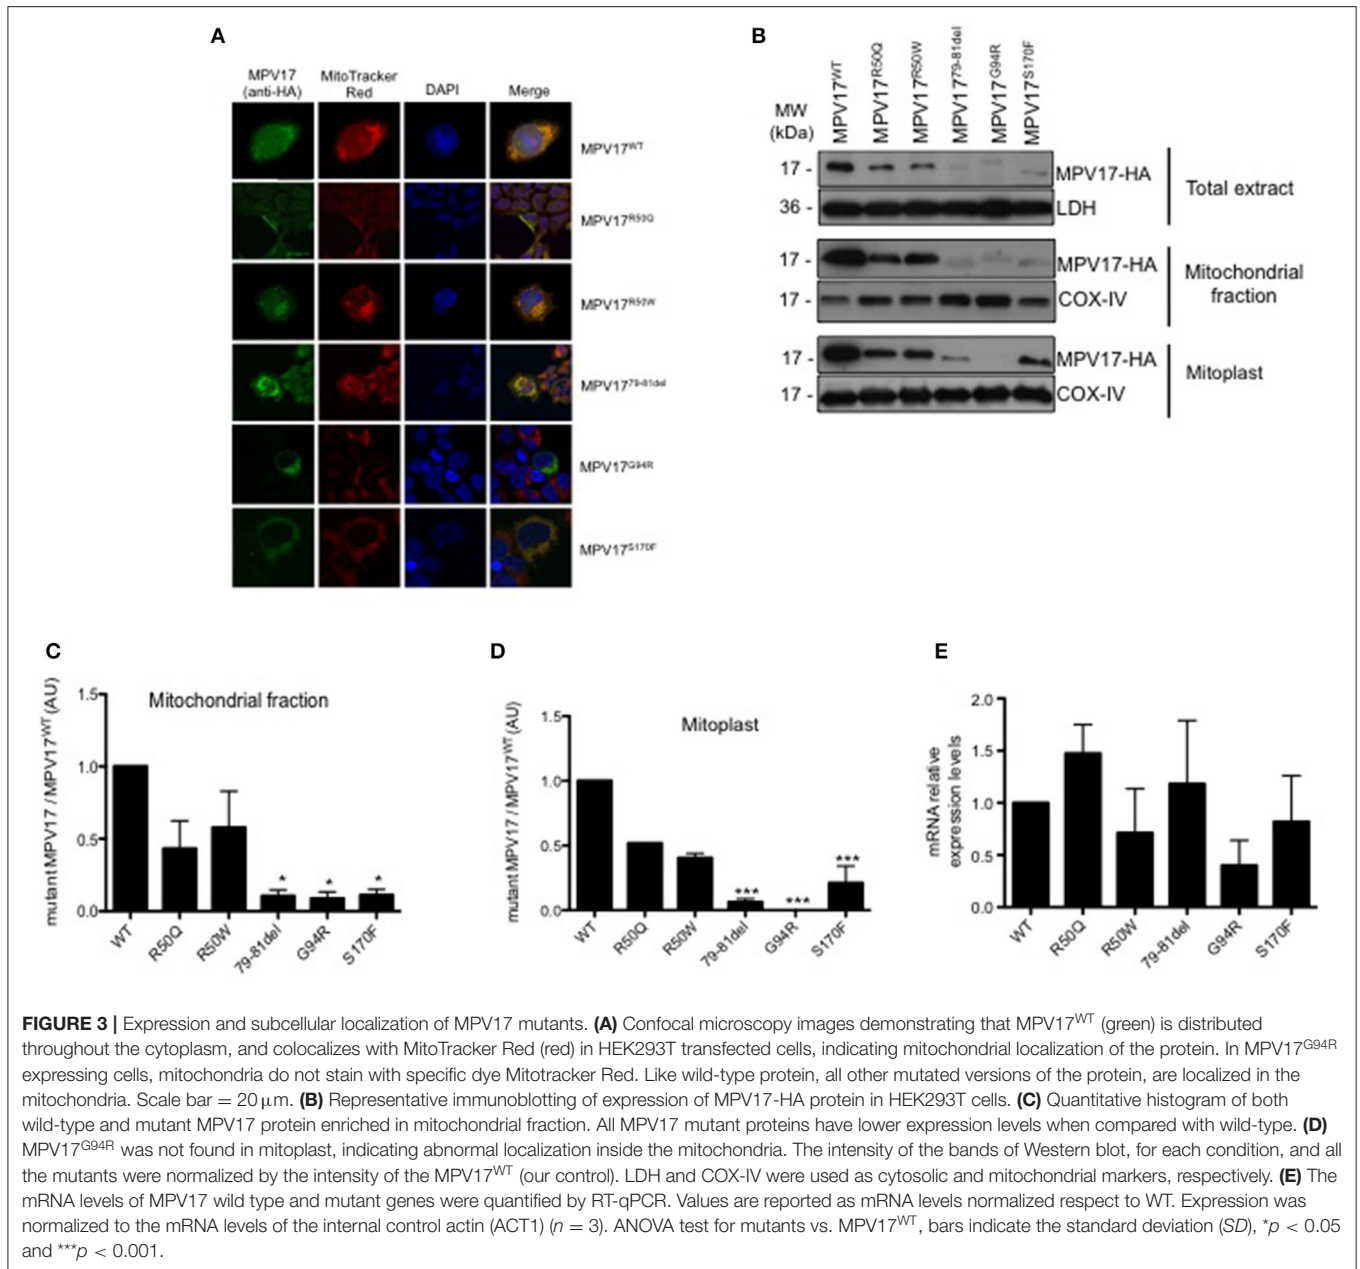 A
MPV17
(anti-HA)
MitoTracker
Red
DAPI
Merge
MPV17WT
MPV17R50Q
MPV17R50W
MPV1779-81del
MPV17G94R
MPV17S170F
B
MW
(kDa)
MPV17WT
MPV17R50Q
MPV17R50W
MPV1779-81del
MPV17G94R
MPV17S170F
17 - MPV17-HA
36 - LDH
Total extract
17 - MPV17-HA
17 - COX-IV
Mitochondrial
fraction
17 - MPV17-HA
17 - COX-IV
Mitoplast
C
Mitochondrial fraction
mutant MPV17 / MPV17WT(AU)
1.5
1.0
0.5
0.0
* * *
WT R50Q R50W 79-81del G94R S170F
D
Mitoplast
mutant MPV17 / MPV17WT(AU)
1.5
1.0
0.5
0.0
*** *** ***
WT R50Q R50W 79-81del G94R S170F
E
mRNA relative
expression levels
2.0
1.5
1.0
0.5
0.0
WT R50Q R50W 79-81del G94R S170F
FIGURE 3 | Expression and subcellular localization of MPV17 mutants. (A) Confocal microscopy images demonstrating that MPV17WT (green) is distributed
throughout the cytoplasm, and colocalizes with MitoTracker Red (red) in HEK293T transfected cells, indicating mitochondrial localization of the protein. In MPV17G94R
expressing cells, mitochondria do not stain with specific dye Mitotracker Red. Like wild-type protein, all other mutated versions of the protein, are localized in the
mitochondria. Scale bar = 20 μm. (B) Representative immunoblotting of expression of MPV17-HA protein in HEK293T cells. (C) Quantitative histogram of both
wild-type and mutant MPV17 protein enriched in mitochondrial fraction. All MPV17 mutant proteins have lower expression levels when compared with wild-type. (D)
MPV17G94R was not found in mitoplast, indicating abnormal localization inside the mitochondria. The intensity of the bands of Western blot, for each condition, and all
the mutants were normalized by the intensity of the MPV17WT (our control). LDH and COX-IV were used as cytosolic and mitochondrial markers, respectively. (E) The
mRNA levels of MPV17 wild type and mutant genes were quantified by RT-qPCR. Values are reported as mRNA levels normalized respect to WT. Expression was
normalized to the mRNA levels of the internal control actin (ACT1) (n = 3). ANOVA test for mutants vs. MPV17WT, bars indicate the standard deviation (SD), *p < 0.05
and ***p < 0.001.